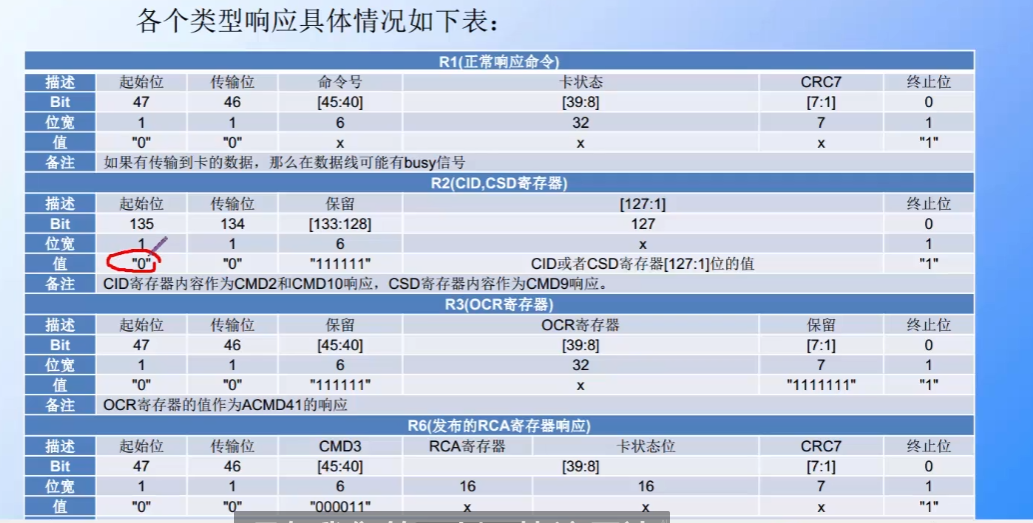 各个类型响应具体情况如下表：
R1(正常响应命令)
描述 起始位 传输位 命令号 卡状态 CRC7 终止位
Bit 47 46 [45:40] [39:8] [7:1] 0
位宽 1 1 6 32 7 1
值 "0" "0" x x x "1"
备注 如果有传输到卡的数据，那么在数据线可能有busy信号
R2(CID,CSD寄存器)
描述 起始位 传输位 保留 [127:1] 终止位
Bit 135 134 [133:128] 127 0
位宽 1 1 6 x 1
值 "0" "0" "111111" CID或者CSD寄存器[127:1]位的值 "1"
备注 CID寄存器内容作为CMD2和CMD10响应，CSD寄存器内容作为CMD9响应。
R3(OCR寄存器)
描述 起始位 传输位 保留 OCR寄存器 保留 终止位
Bit 47 46 [45:40] [39:8] [7:1] 0
位宽 1 1 6 32 7 1
值 "0" "0" "111111" x "1111111" "1"
备注 OCR寄存器的值作为ACMD41的响应
R6(发布的RCA寄存器响应)
描述 起始位 传输位 CMD3 RCA寄存器 卡状态位 CRC7 终止位
Bit 47 46 [45:40] [39:8] [7:1] 0
位宽 1 1 6 16 16 7 1
值 "0" "0" "000011" x x x "1"